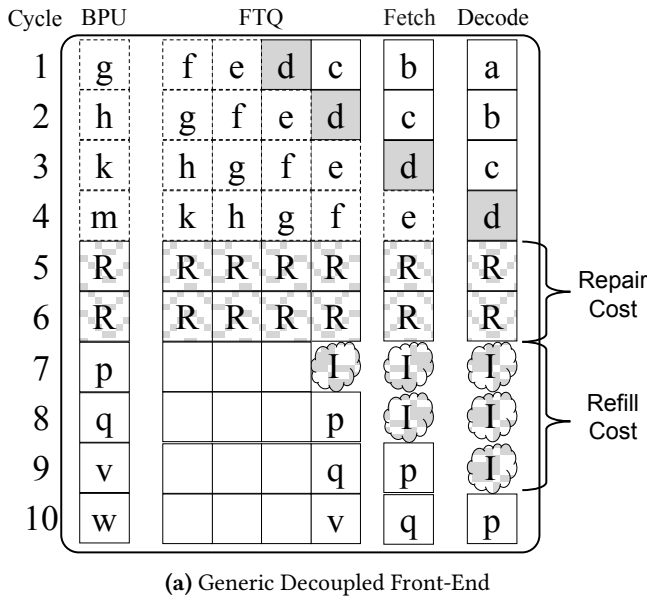 Cycle BPU FTQ Fetch Decode
1 g f e d c b a
2 h g f e d c b
3 k h g f e d c
4 m k h g f e d
5 R R R R R R R
6 R R R R R R R
Repair
Cost
7 p I I I
8 q p I I
Refill
Cost
9 v q p I
10 w v q p
(a) Generic Decoupled Front-End